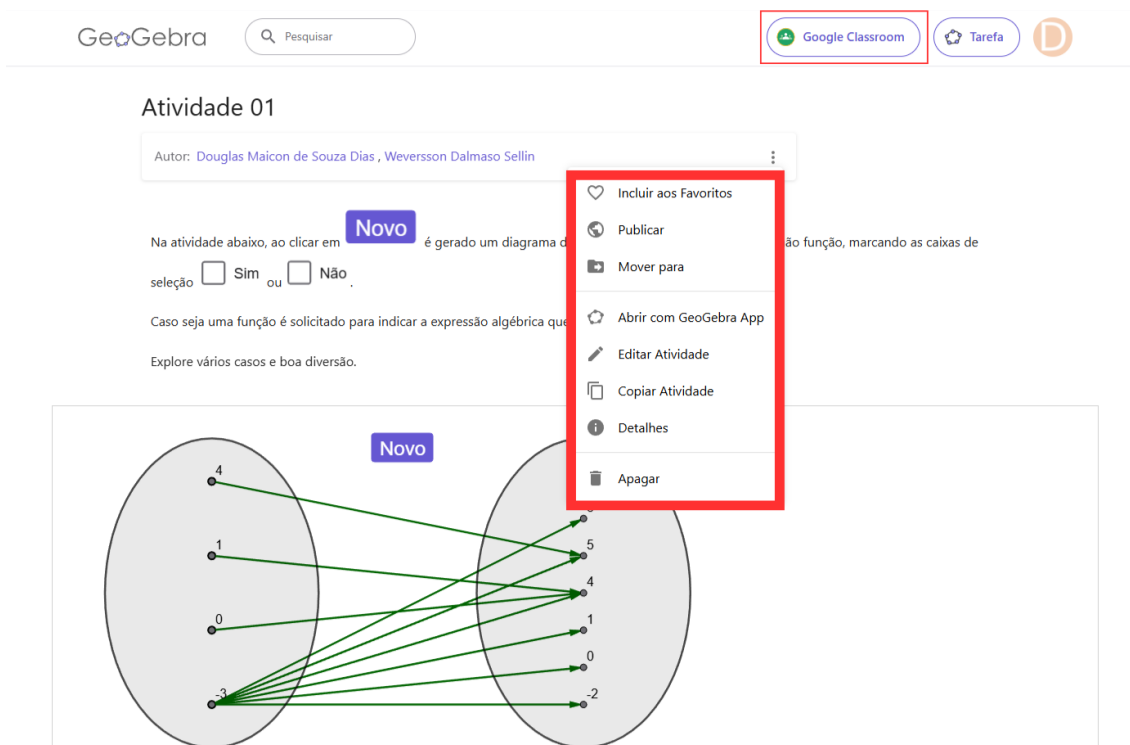 GeoGebra
Pesquisar
Google Classroom
Tarefa
D
Atividade 01
Autor: Douglas Maicon de Souza Dias , Weversson Dalmaso Sellin
Incluir aos Favoritos
Publicar
Mover para
Abrir com GeoGebra App
Editar Atividade
Copiar Atividade
Detalhes
Apagar
Na atividade abaixo, ao clicar em Novo é gerado um diagrama d ão função, marcando as caixas de
seleção Sim ou Não .
Caso seja uma função é solicitado para indicar a expressão algébrica que
Explore vários casos e boa diversão.
Novo
4
1
0
-3
5
4
1
0
-2